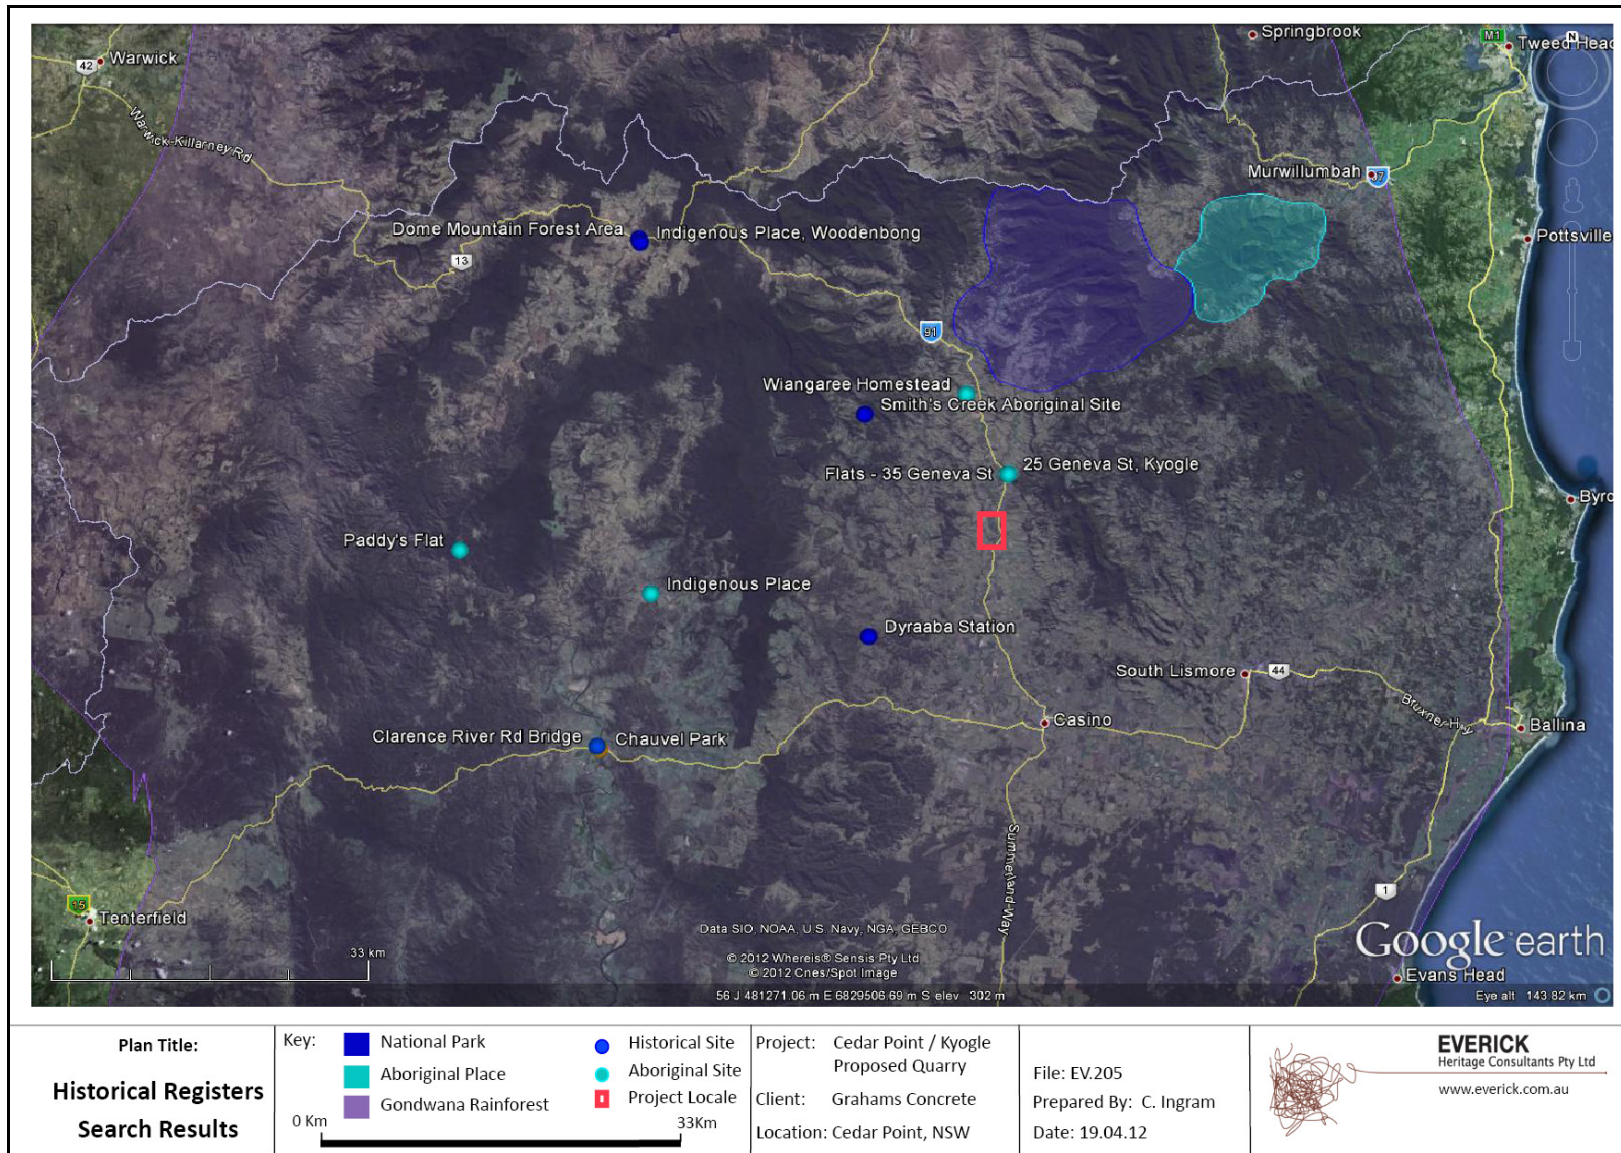 Springbrook
M1
N
Tweed Head
42
Warwick
Warwick-Killarney Rd
Murwillumbah
97
Dome Mountain Forest Area
Indigenous Place, Woodenbong
Pottsville
13
91
Wiangaree Homestead
Smith's Creek Aboriginal Site
Flats - 35 Geneva St
25 Geneva St, Kyogle
Byro
Paddy's Flat
Indigenous Place
Dyraaba Station
South Lismore
44
Bruxner Hwy
Casino
Ballina
Clarence River Rd Bridge
Chauvel Park
Summerland-Way
15
Tenterfield
1
Data SIO, NOAA, U.S. Navy, NGA, GEBCO
© 2012 Whereis® Sensis Pty Ltd
© 2012 Cnes/Spot Image
Google earth
33 km
Evans Head
56 J 481271.06 m E 6829506.69 m S elev 302 m
Eye alt 143.82 km
Plan Title:
Historical Registers
Search Results
Key:
National Park
Aboriginal Place
Gondwana Rainforest
Historical Site
Aboriginal Site
Project Locale
0 Km
33Km
Project: Cedar Point / Kyogle
Proposed Quarry
Client: Grahams Concrete
Location: Cedar Point, NSW
File: EV.205
Prepared By: C. Ingram
Date: 19.04.12
EVERICK
Heritage Consultants Pty Ltd
www.everick.com.au